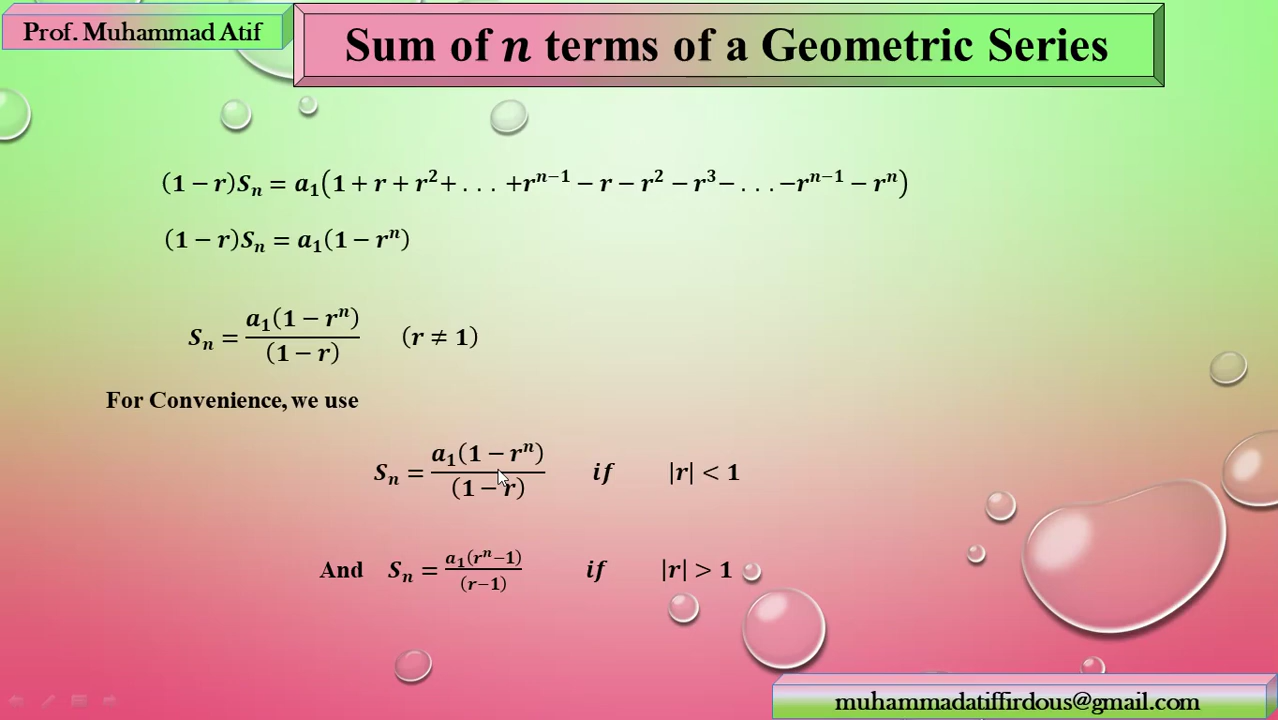 Prof. Muhammad Atif
Sum of n terms of a Geometric Series
(1 − r)Sₙ = a₁(1 + r + r² + . . . +rⁿ⁻¹ − r − r² − r³ − . . . −rⁿ⁻¹ − rⁿ)
(1 − r)Sₙ = a₁(1 − rⁿ)
Sₙ = a₁(1 − rⁿ)/(1 − r) (r ≠ 1)
For Convenience, we use
Sₙ = a₁(1 − rⁿ)/(1 − r) if |r| < 1
And Sₙ = a₁(rⁿ−1)/(r−1) if |r| > 1
muhammadatiffirdous@gmail.com